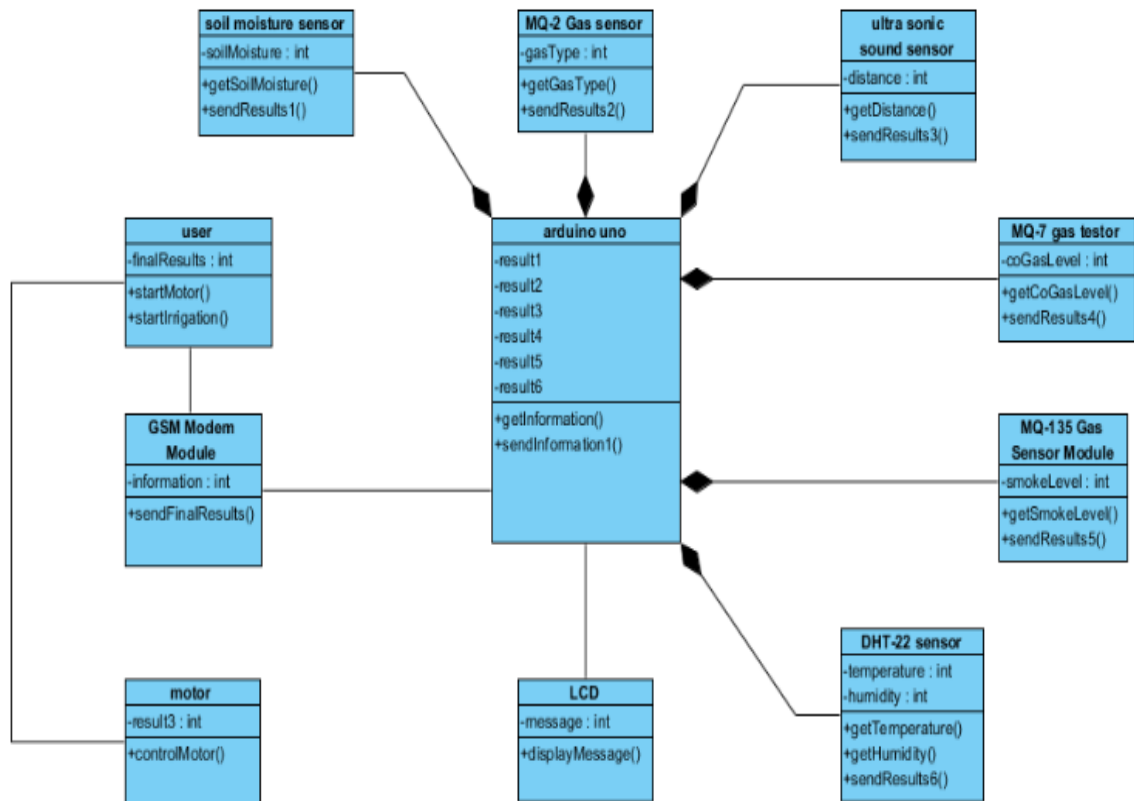 soil moisture sensor
-soilMoisture : int
+getSoilMoisture()
+sendResults1()
MQ-2 Gas sensor
-gasType : int
+getGasType()
+sendResults2()
ultra sonic
sound sensor
-distance : int
+getDistance()
+sendResults3()
user
-finalResults : int
+startMotor()
+startIrrigation()
arduino uno
-result1
-result2
-result3
-result4
-result5
-result6
+getInformation()
+sendInformation1()
MQ-7 gas testor
-coGasLevel : int
+getCoGasLevel()
+sendResults4()
GSM Modem
Module
-information : int
+sendFinalResults()
MQ-135 Gas
Sensor Module
-smokeLevel : int
+getSmokeLevel()
+sendResults5()
motor
-result3 : int
+controlMotor()
LCD
-message : int
+displayMessage()
DHT-22 sensor
-temperature : int
-humidity : int
+getTemperature()
+getHumidity()
+sendResults6()